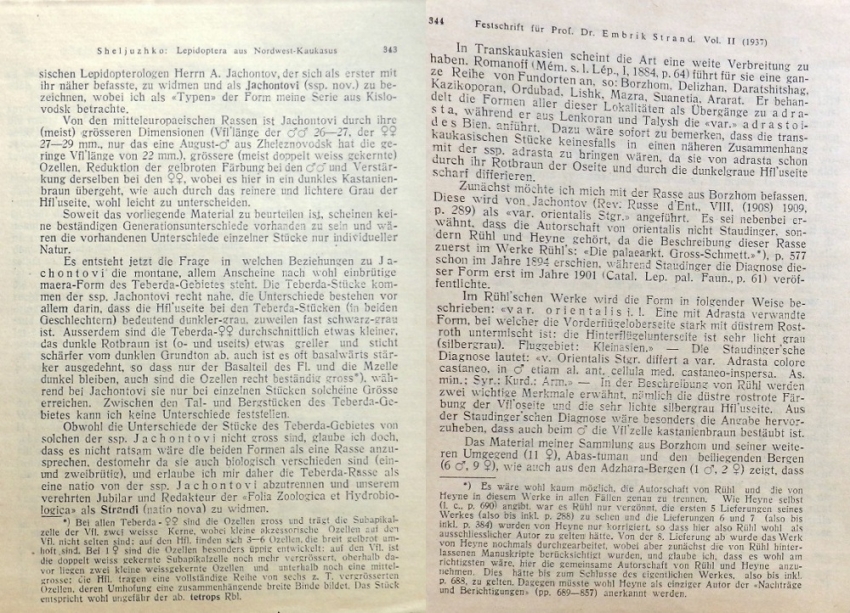 Sheljuzhko: Lepidoptera aus Nordwest-Kaukasus 343
sischen Lepidopterologen Herrn A. Jachontov, der sich als erster mit
ihr näher befasste, zu widmen und als Jachontovi (ssp. nov.) zu be-
zeichnen, wobei ich als «Typen» der Form meine Serie aus Kislo-
vodsk betrachte.
Von den mitteleuropaeischen Rassen ist Jachontovi durch ihre
(meist) grösseren Dimensionen (Vfl'länge der ♂♂ 26—27, der ♀♀
27—29 mm., nur das eine August-♂ aus Zheleznovodsk hat die ge-
ringe Vfl'länge von 22 mm.), grössere (meist doppelt weiss gekernte)
Ozellen, Reduktion der gelbroten Färbung bei den ♂♂ und Verstär-
kung derselben bei den ♀♀, wobei es hier in ein dunkles Kastanien-
braun übergeht, wie auch durch das reinere und lichtere Grau der
Hfl'useite, wohl leicht zu unterscheiden.
Soweit das vorliegende Material zu beurteilen ist, scheinen kei-
ne beständigen Generationsunterschiede vorhanden zu sein und wä-
ren die vorhandenen Unterschiede einzelner Stücke nur individueller
Natur.
Es entsteht jetzt die Frage in welchen Beziehungen zu Ja-
chontovi die montane, allem Anscheine nach wohl einbrütige
maera-Form des Teberda-Gebietes steht. Die Teberda-Stücke kom-
men der ssp. Jachontovi recht nahe, die Unterschiede bestehen vor
allem darin, dass die Hfl'useite bei den Teberda-Stücken (in beiden
Geschlechtern) bedeutend dunkler-grau, zuweilen fast schwarz-grau
ist. Ausserdem sind die Teberda-♀♀ durchschnittlich etwas kleiner,
das dunkle Rotbraun ist (o- und useits) etwas greller und sticht
schärfer vom dunklen Grundton ab, auch ist es oft basalwärts stär-
ker ausgedehnt, so dass nur der Basalteil des Fl. und die Mzelle
dunkel bleiben, auch sind die Ozellen recht beständig gross*), wäh-
rend bei Jachontovi sie nur bei einzelnen Stücken solcheine Grösse
erreichen. Zwischen den Tal- und Bergzstücken des Teberda-Ge-
bietes kann ich keine Unterschiede feststellen.
Obwohl die Unterschiede der Stücke des Teberda-Gebietes von
solchen der ssp. Jachontovi nicht gross sind, glaube ich doch,
dass es nicht ratsam wäre die beiden Formen als eine Rasse anzu-
sprechen, destomehr da sie auch biologisch verschieden sind (ein-
und zweibrütig), und erlaube ich mir daher die Teberda-Rasse als
eine natio von der ssp. Jachontovi abzutrennen und unserem
verehrten Jubilar und Redakteur der «Folia Zoologica et Hydrobio-
logica» als Strandi (natio nova) zu widmen.
*) Bei allen Teberda-♀♀ sind die Ozellen gross und trägt die Subapikal-
zelle der Vfl. zwei weisse Kerne, wobei kleine akzesorische Ozellen auf den
Vfl. nicht selten sind; auf den Hfl. finden sich 3—6 Ozellen, die breit gelbrot um-
hoft sind. Bei 1 ♀ sind die Ozellen besonders üppig entwickelt: auf den Vfl. ist
die doppelt weiss gekernte Subapikalzelle noch mehr vergrössert, oberhalb da-
vor liegen zwei kleine weissgekernte Ozellen und unterhalb noch eine mittel-
grosse; die Hfl. tragen eine vollständige Reihe von sechs z. T. vergrösserten
Ozellen, deren Umhofung eine zusammenhängende breite Binde bildet. Das Stück
entspricht wohl ungefähr der ab. tetrops Rbl.
344 Festschrift für Prof. Dr. Embrik Strand. Vol. II (1937)
In Transkaukasien scheint die Art eine weite Verbreitung zu
haben. Romanoff (Mém. s. l. Lép., I, 1884, p. 64) führt für sie eine gan-
ze Reihe von Fundorten an, so: Borzhom, Delizhan, Daratshitshag,
Kazikoporan, Ordubad, Lishk, Mazra, Suanetia, Ararat. Er behan-
delt die Formen aller dieser Lokalitäten als Übergänge zu adra-
sta, während er aus Lenkoran und Talysh die «var.» adrastoi-
des Bien. anführt. Dazu wäre sofort zu bemerken, dass die trans-
kaukasischen Stücke keinesfalls in einen näheren Zusammenhang
mit der ssp. adrasta zu bringen wären, da sie von adrasta schon
durch ihr Rotbraun der Oseite und durch die dunkelgraue Hfl'useite
scharf differieren.
Zunächst möchte ich mich mit der Rasse aus Borzhom befassen.
Diese wird von Jachontov (Rev. Russe d'Ent., VIII, (1908) 1909,
p. 289) als «var. orientalis Stgr.» angeführt. Es sei nebenbei er-
wähnt, dass die Autorschaft von orientalis nicht Staudinger, son-
dern Rühl und Heyne gehört, da die Beschreibung dieser Rasse
zuerst im Werke Rühl's: «Die palaearkt. Gross-Schmett.»*), p. 577
schon im Jahre 1894 erschien, während Staudinger die Diagnose die-
ser Form erst im Jahre 1901 (Catal. Lep. pal. Faun., p. 61) veröf-
fentlichte.
Im Rühl'schen Werke wird die Form in folgender Weise be-
schrieben: «var. orientalis i. l. Eine mit Adrasta verwandte
Form, bei welcher die Vorderflügeloberseite stark mit düstrem Rost-
roth untermischt ist; die Hinterflügelunterseite ist sehr licht grau
(silbergrau). Fluggebiet: Kleinasien.» — Die Staudinger'sche
Diagnose lautet: «v. Orientalis Stgr. differt a var. Adrasta colore
castaneo, in ♂ etiam al. ant. cellula med. castaneo-inspersa. As.
min.; Syr.; Kurd.; Arm.» — In der Beschreibung von Rühl werden
zwei wichtige Merkmale erwähnt, nämlich die düstre rostrote Fär-
bung der Vfl'oseite und die sehr lichte silbergrau Hfl'useite. Aus
der Staudinger'schen Diagnose wäre besonders die Angabe hervor-
zuheben, dass auch beim ♂ die Vfl'zelle kastanienbraun bestäubt ist.
Das Material meiner Sammlung aus Borzhom und seiner weite-
ren Umgegend (11 ♀), Abas-tuman und den beiliegenden Bergen
(6 ♂, 9 ♀), wie auch aus den Adzhara-Bergen (1 ♂, 2 ♀) zeigt, dass
*) Es wäre wohl kaum möglich, die Autorschaft von Rühl und die von
Heyne in diesem Werke in allen Fällen genau zu trennen. Wie Heyne selbst
(l. c., p. 690) angibt, war es Rühl nur vergönnt, die ersten 5 Lieferungen seines
Werkes (also bis inkl. p. 288) zu sehen und die Lieferungen 6 und 7 (also bis
inkl. p. 384) wurden von Heyne nur korrigiert, so dass hier also Rühl wohl als
ausschliesslicher Autor zu gelten hätte. Von der 8. Lieferung ab wurde das Werk
von Heyne nochmals durchgearbeitet, wobei aber zunächst die von Rühl hinter-
lassenen Manuskripte berücksichtigt wurden, und glaube ich, dass es wohl am
richtigsten wäre, hier die gemeinsame Autorschaft von Rühl und Heyne anzu-
nehmen. Dies hätte bis zum Schlusse des eigentlichen Werkes, also bis inkl.
p. 688, zu gelten. Dagegen müsste wohl Heyne als einziger Autor der «Nachträge
und Berichtigungen» (pp. 689—857) anerkannt werden.